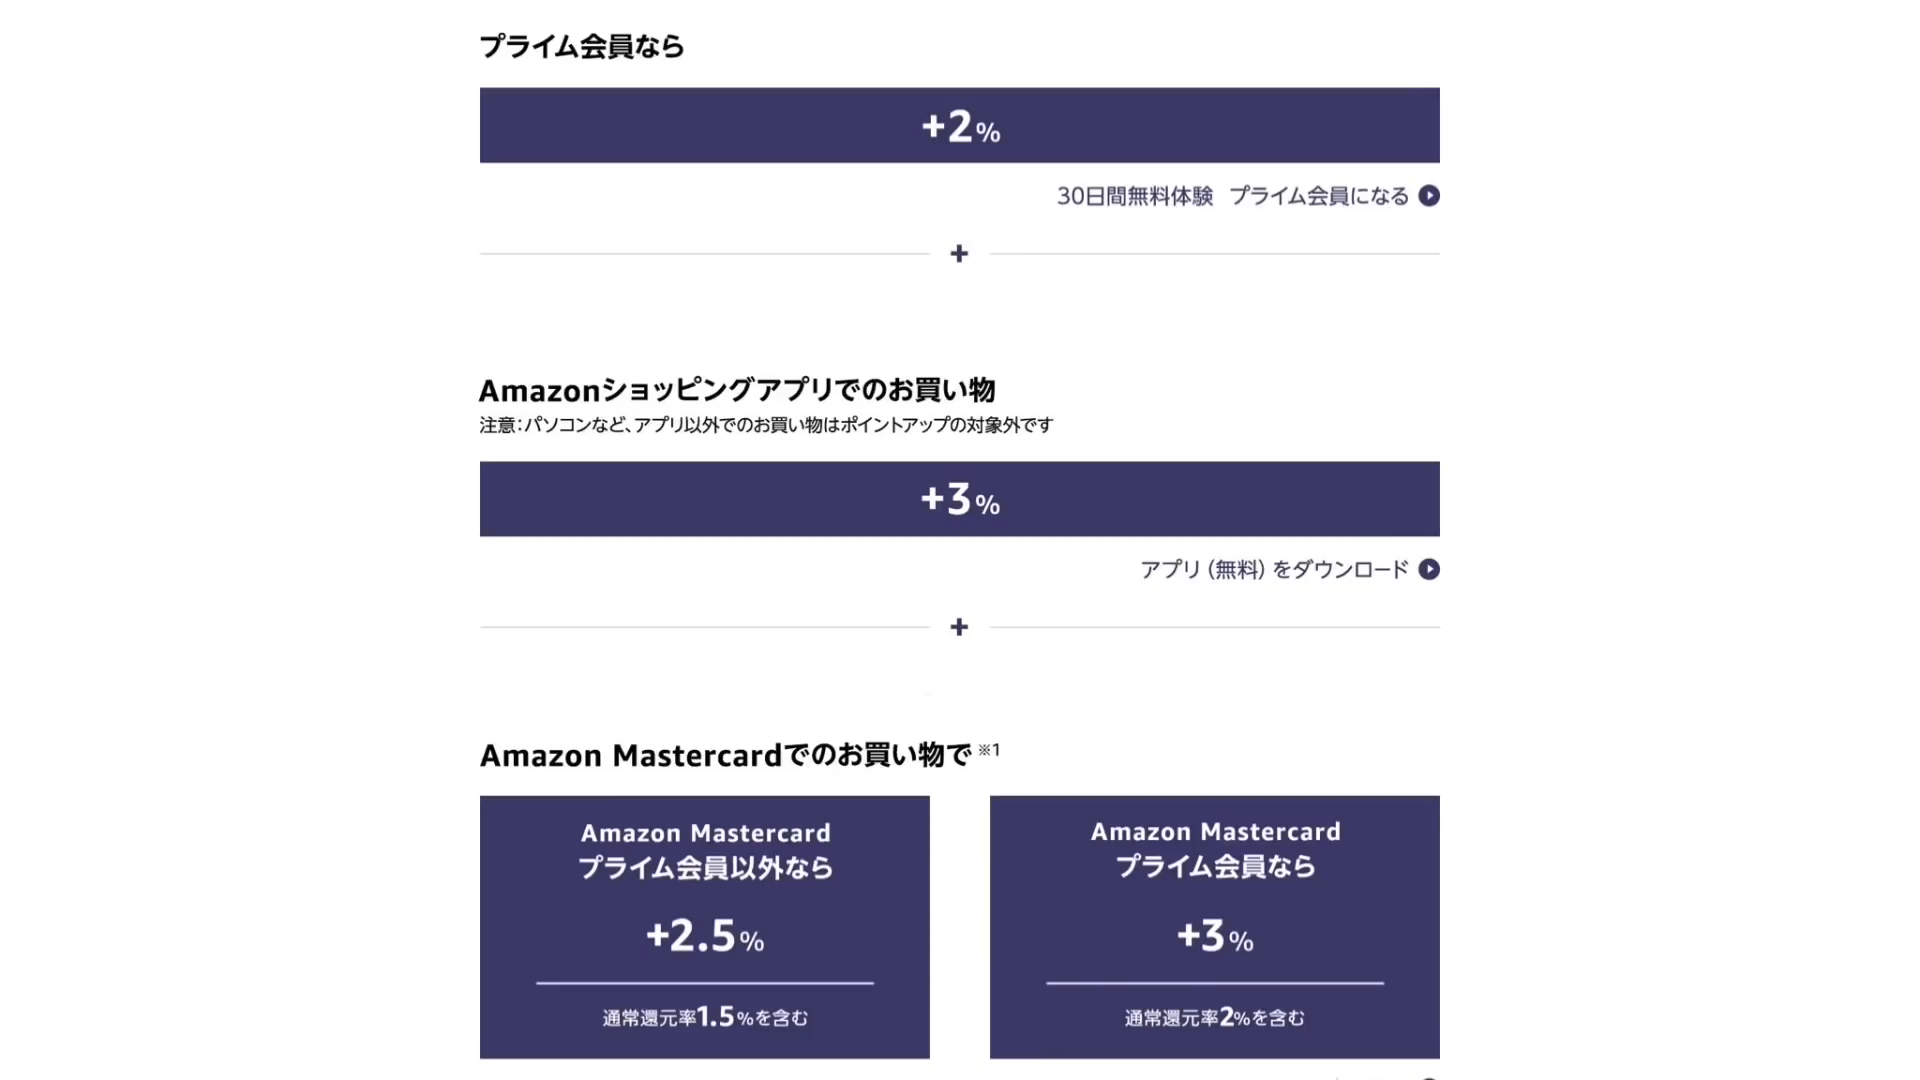 プライム会員なら
+2%
30日間無料体験 プライム会員になる
+
Amazonショッピングアプリでのお買い物
注意：パソコンなど、アプリ以外でのお買い物はポイントアップの対象外です
+3%
アプリ（無料）をダウンロード
+
Amazon Mastercardでのお買い物で ※1
Amazon Mastercard
プライム会員以外なら
+2.5%
通常還元率1.5%を含む
Amazon Mastercard
プライム会員なら
+3%
通常還元率2%を含む